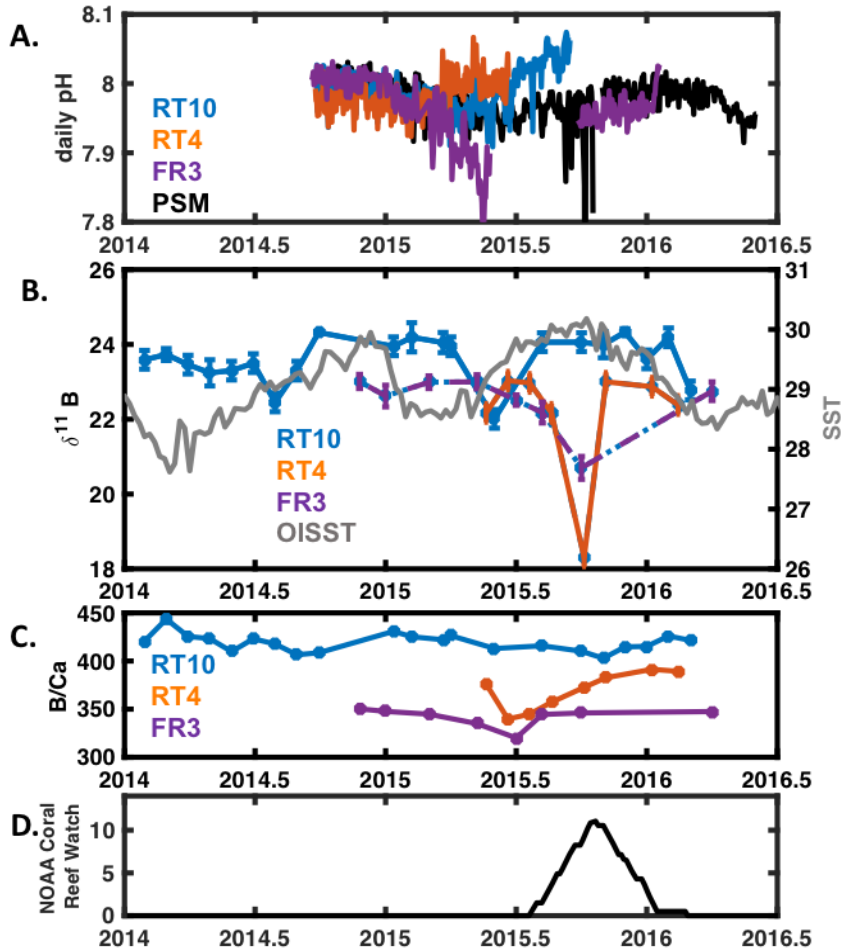 A.
daily pH
8.1
8
7.9
7.8
RT10
RT4
FR3
PSM
2014
2014.5
2015
2015.5
2016
2016.5
B.
δ11 B
26
24
22
20
18
RT10
RT4
FR3
OISST
31
30
29
28
27
26
SST
2014
2014.5
2015
2015.5
2016
2016.5
C.
B/Ca
450
400
350
300
RT10
RT4
FR3
2014
2014.5
2015
2015.5
2016
2016.5
D.
NOAA Coral
Reef Watch
10
5
0
2014
2014.5
2015
2015.5
2016
2016.5